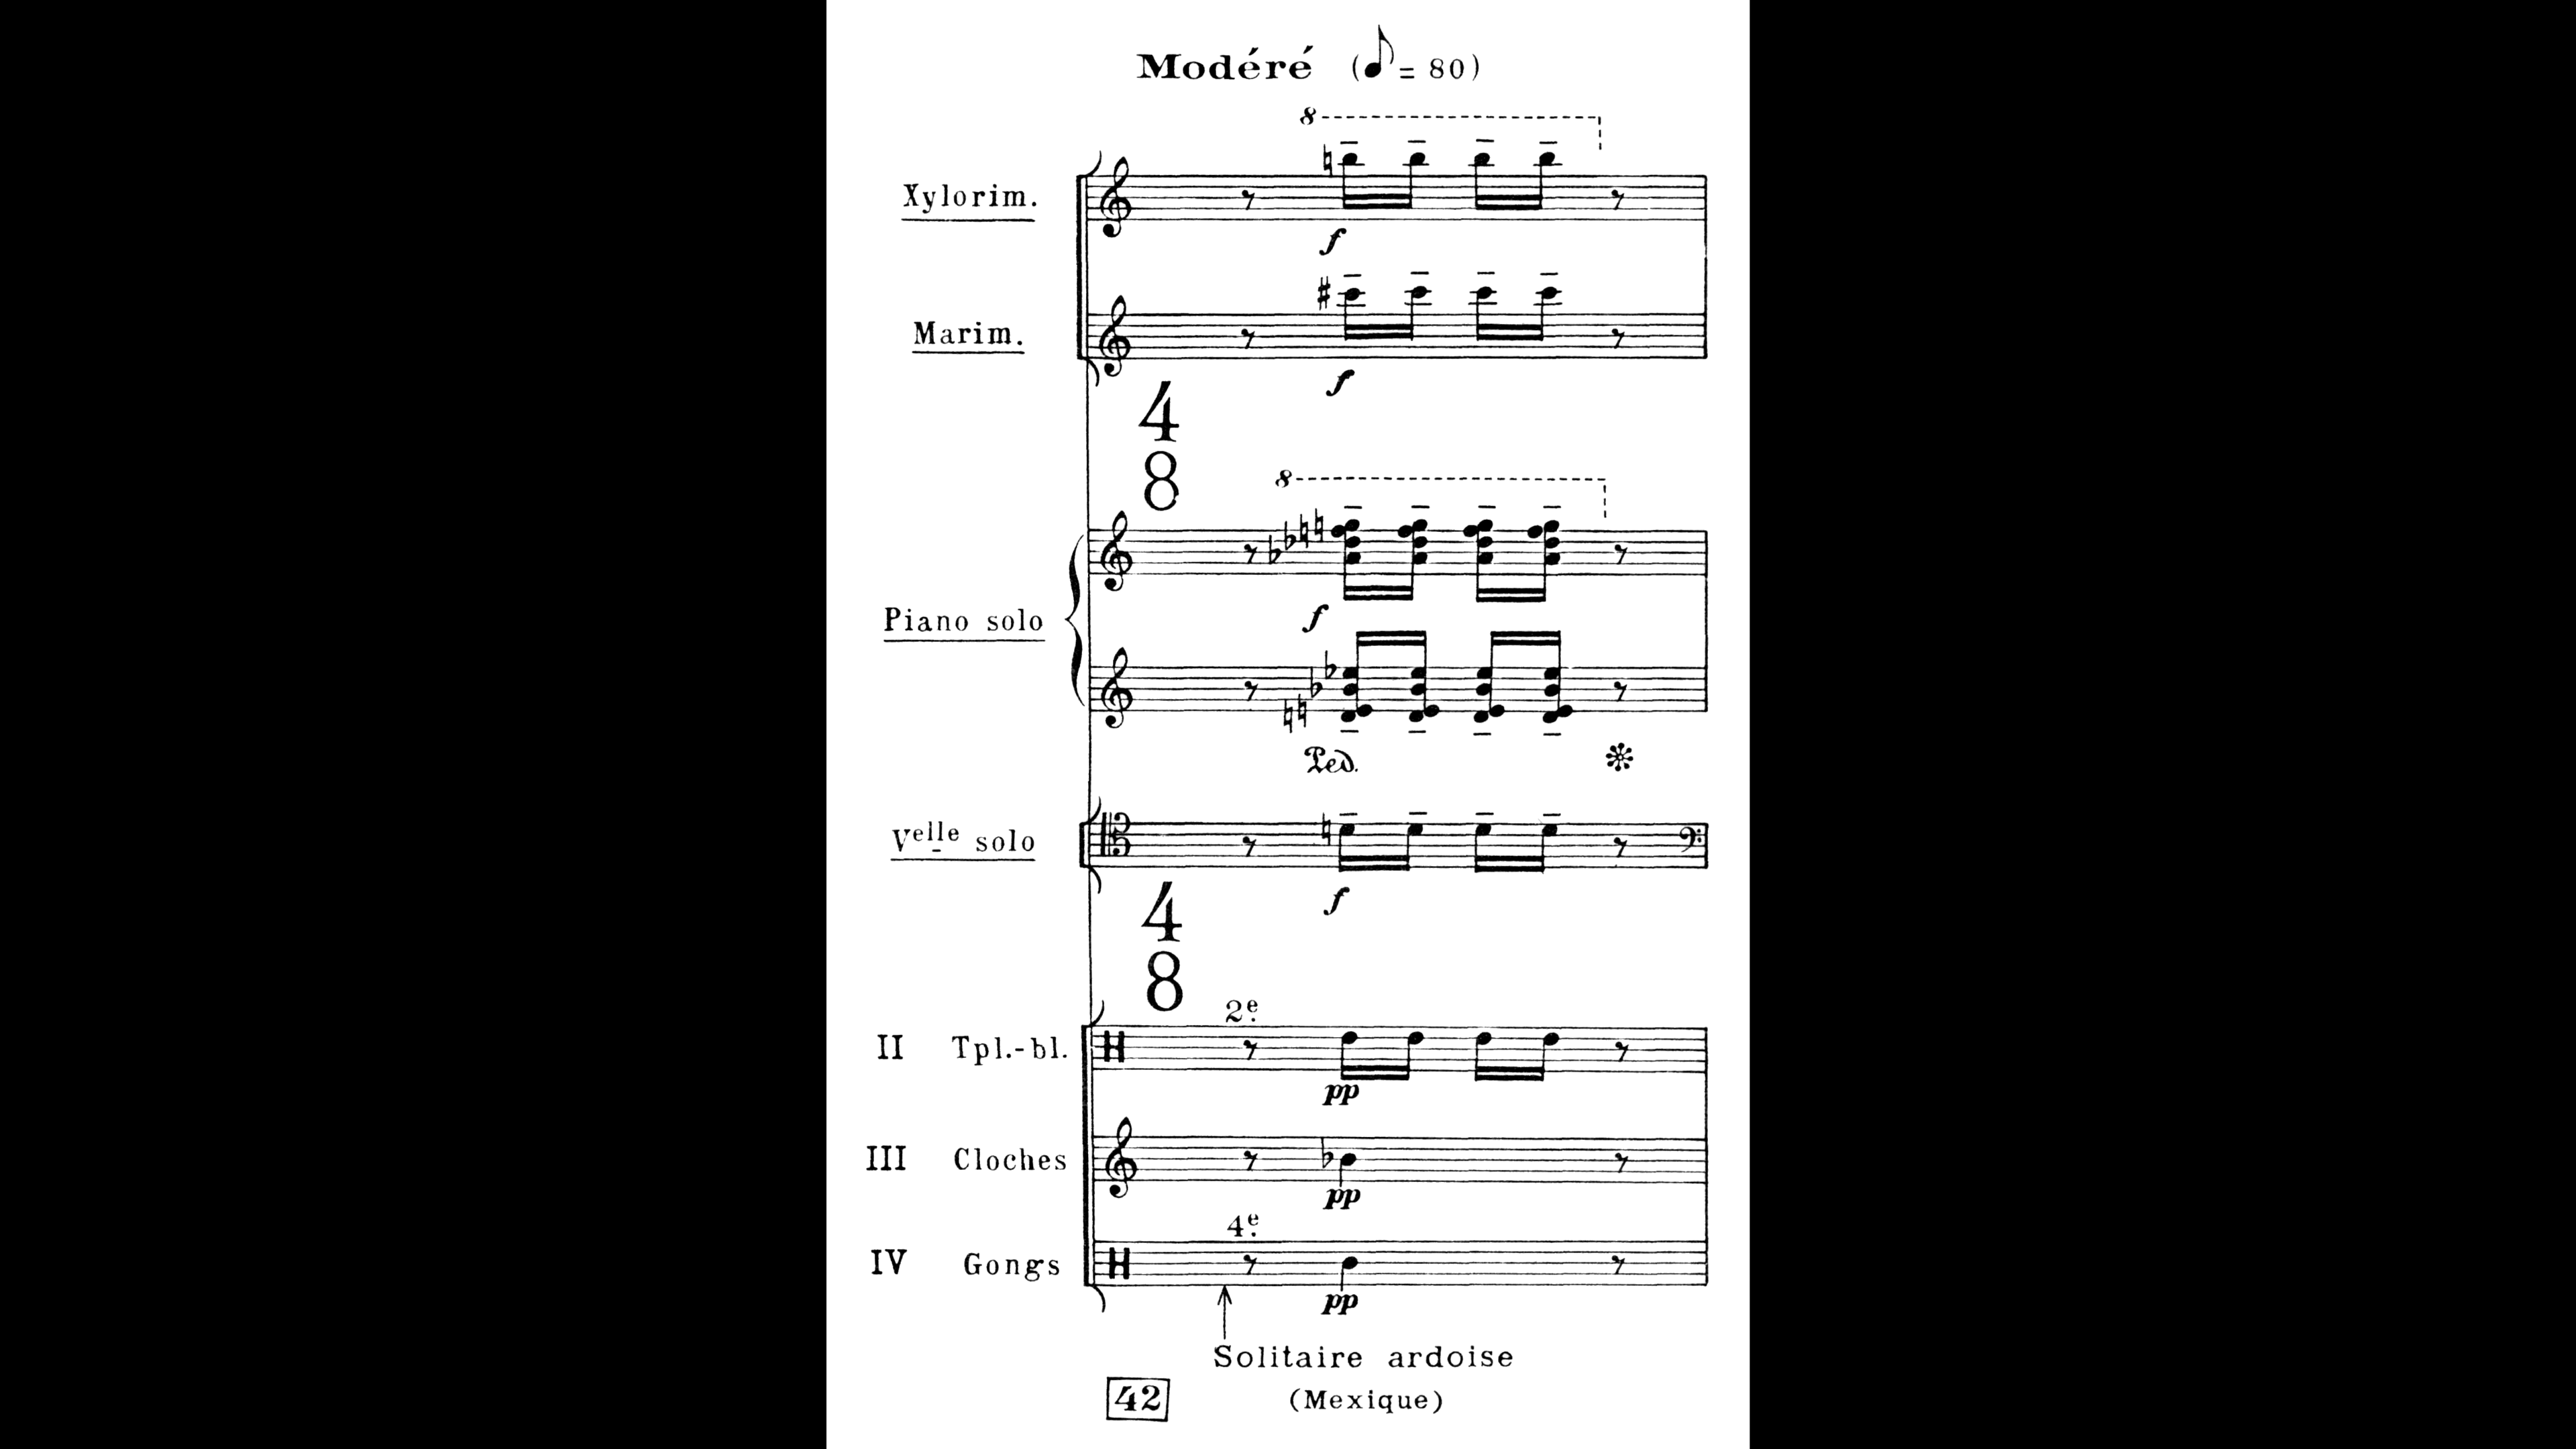 Modéré (♪= 80)
8
Xylorim.
f
Marim.
f
4
8
8
Piano solo
f
Ped.
Velle solo
f
4
8
2e
II Tpl.-bl.
pp
III Cloches
pp
4e
IV Gongs
pp
Solitaire ardoise
42 (Mexique)